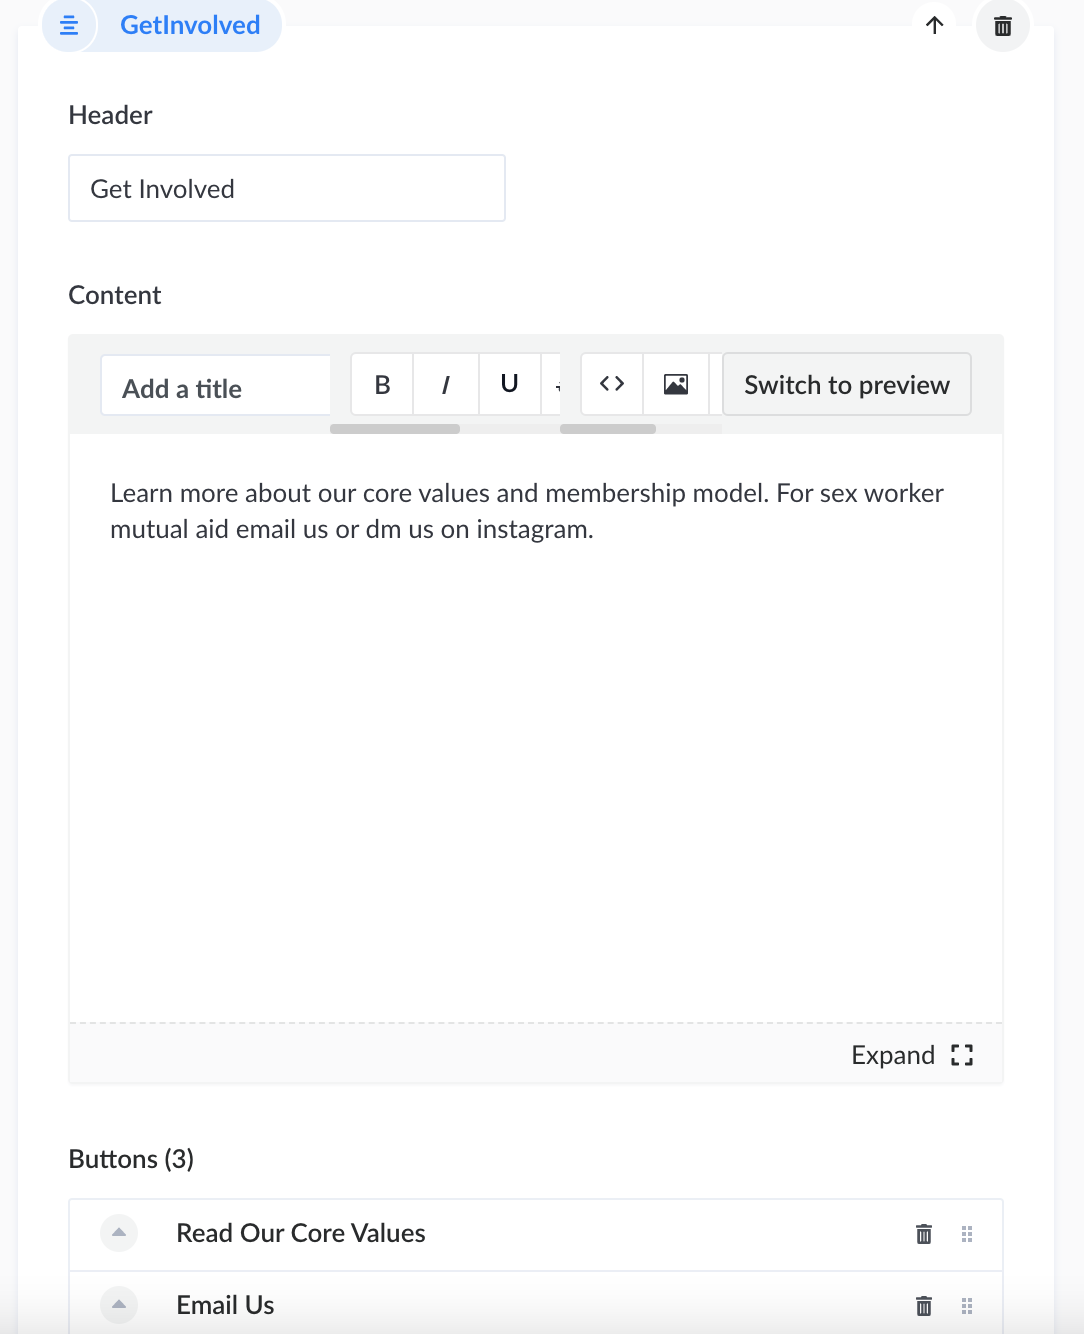 GetInvolved
Header
Get Involved
Content
Add a title
B I U
Switch to preview
Learn more about our core values and membership model. For sex worker
mutual aid email us or dm us on instagram.
Expand
Buttons (3)
Read Our Core Values
Email Us